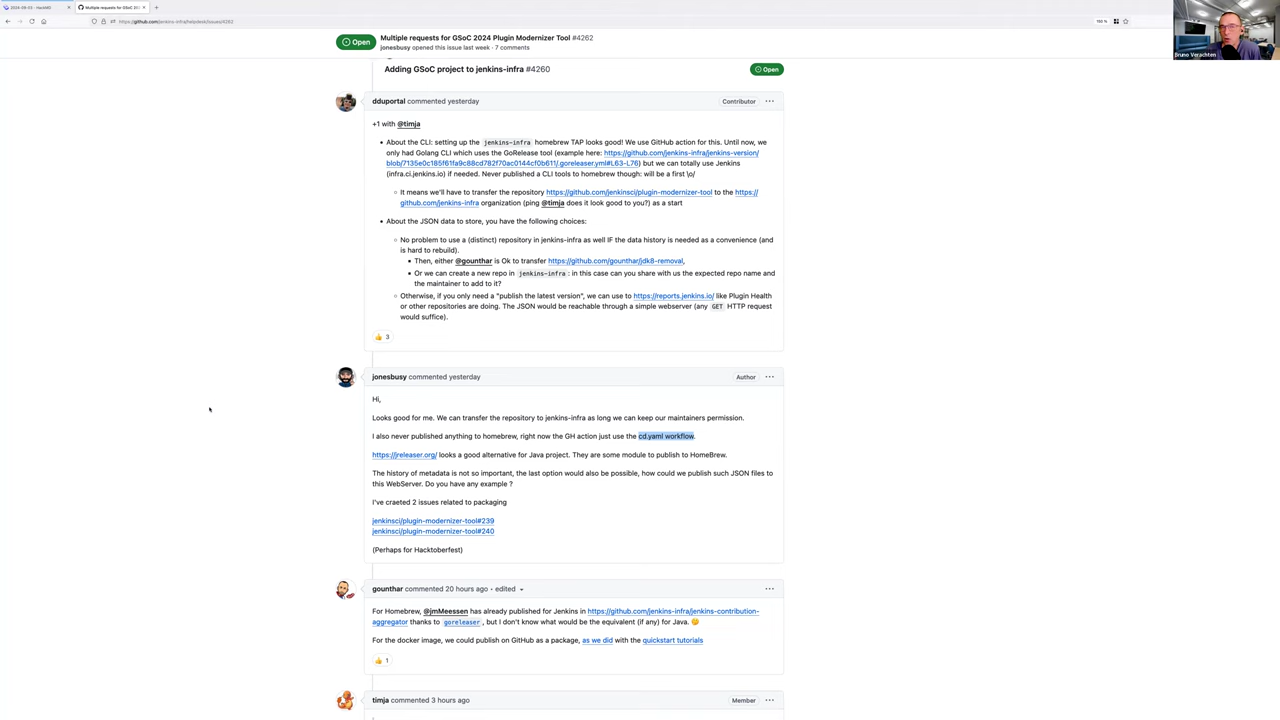 2024-09-03 - HackMD
Multiple requests for GSoC 202
https://github.com/jenkins-infra/helpdesk/issues/4262
150 %
Bruno Verachten
Open
Multiple requests for GSoC 2024 Plugin Modernizer Tool #4262
jonesbusy opened this issue last week · 7 comments
Adding GSoC project to jenkins-infra #4260
Open
dduportal commented yesterday
Contributor
+1 with @timja
• About the CLI: setting up the jenkins-infra homebrew TAP looks good! We use GitHub action for this. Until now, we
only had Golang CLI which uses the GoRelease tool (example here: https://github.com/jenkins-infra/jenkins-version/
blob/7135e0c185f61fa9c88cd782f70ac0144cf0b611/.goreleaser.yml#L63-L76) but we can totally use Jenkins
(infra.ci.jenkins.io) if needed. Never published a CLI tools to homebrew though: will be a first \o/
◦ It means we'll have to transfer the repository https://github.com/jenkinsci/plugin-modernizer-tool to the https://
github.com/jenkins-infra organization (ping @timja does it look good to you?) as a start
• About the JSON data to store, you have the following choices:
◦ No problem to use a (distinct) repository in jenkins-infra as well IF the data history is needed as a convenience (and
is hard to rebuild).
▪ Then, either @gounthar is Ok to transfer https://github.com/gounthar/jdk8-removal,
▪ Or we can create a new repo in jenkins-infra : in this case can you share with us the expected repo name and
the maintainer to add to it?
◦ Otherwise, if you only need a "publish the latest version", we can use to https://reports.jenkins.io/ like Plugin Health
or other repositories are doing. The JSON would be reachable through a simple webserver (any GET HTTP request
would suffice).
👍 3
jonesbusy commented yesterday
Author
Hi,
Looks good for me. We can transfer the repository to jenkins-infra as long we can keep our maintainers permission.
I also never published anything to homebrew, right now the GH action just use the cd.yaml workflow.
https://jreleaser.org/ looks a good alternative for Java project. They are some module to publish to HomeBrew.
The history of metadata is not so important, the last option would also be possible, how could we publish such JSON files to
this WebServer. Do you have any example ?
I've craeted 2 issues related to packaging
jenkinsci/plugin-modernizer-tool#239
jenkinsci/plugin-modernizer-tool#240
(Perhaps for Hacktoberfest)
gounthar commented 20 hours ago · edited
For Homebrew, @jmMeessen has already published for Jenkins in https://github.com/jenkins-infra/jenkins-contribution-
aggregator thanks to goreleaser , but I don't know what would be the equivalent (if any) for Java.
For the docker image, we could publish on GitHub as a package, as we did with the quickstart tutorials
👍 1
timja commented 3 hours ago
Member